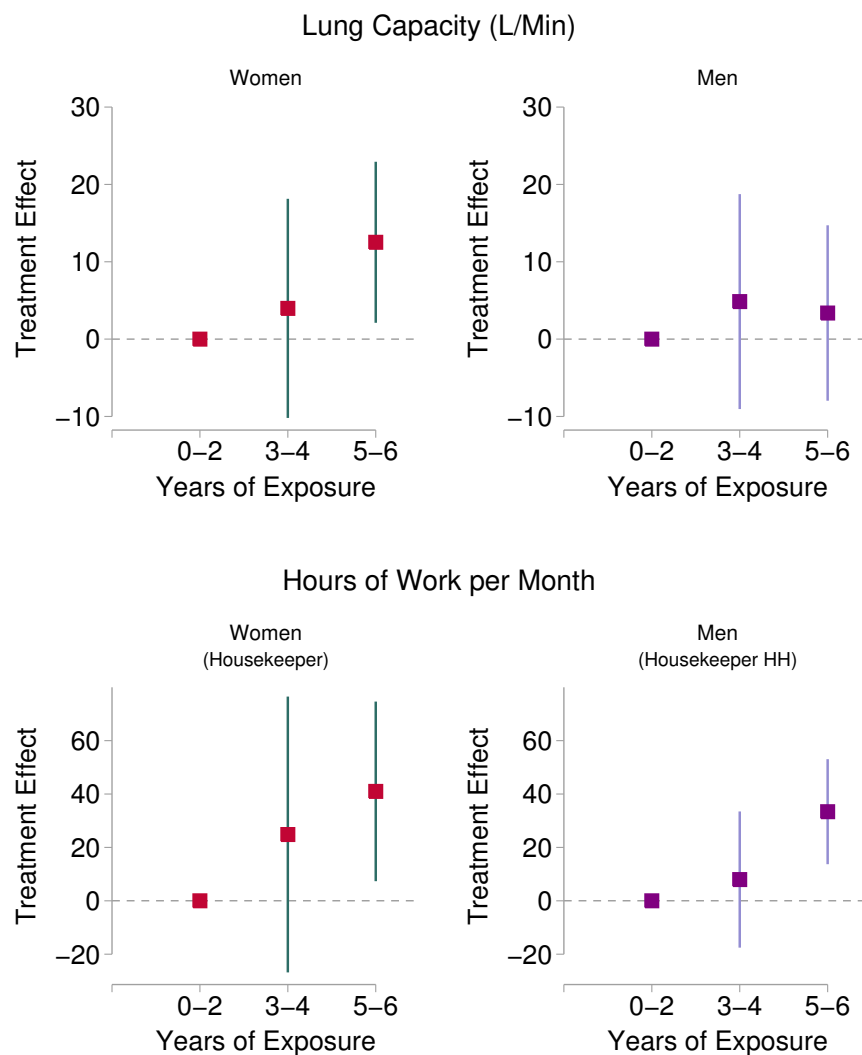 Lung Capacity (L/Min)
Women
Men
Treatment Effect
30
20
10
0
−10
0−2 3−4 5−6
Years of Exposure
Treatment Effect
30
20
10
0
−10
0−2 3−4 5−6
Years of Exposure
Hours of Work per Month
Women
(Housekeeper)
Men
(Housekeeper HH)
Treatment Effect
60
40
20
0
−20
0−2 3−4 5−6
Years of Exposure
Treatment Effect
60
40
20
0
−20
0−2 3−4 5−6
Years of Exposure